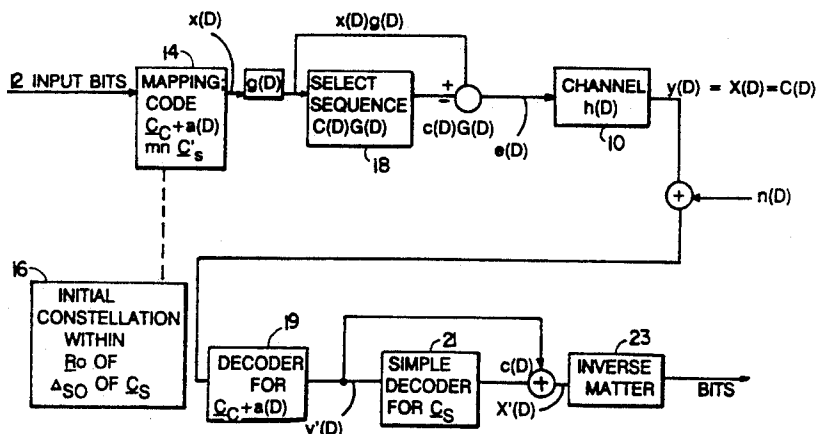 x(D)
x(D)g(D)
14
12 INPUT BITS
MAPPING:
CODE
C_C+a(D)
mn C'_s
g(D)
SELECT
SEQUENCE
C(D)G(D)
18
+
−
c(D)G(D)
e(D)
CHANNEL
h(D)
10
y(D) = X(D)=C(D)
+
n(D)
16
INITIAL
CONSTELLATION
WITHIN
Ro OF
Δ_SO OF C_S
19
DECODER
FOR
C_C+a(D)
y'(D)
21
SIMPLE
DECODER
FOR C_S
c(D)
+
X'(D)
23
INVERSE
MATTER
BITS